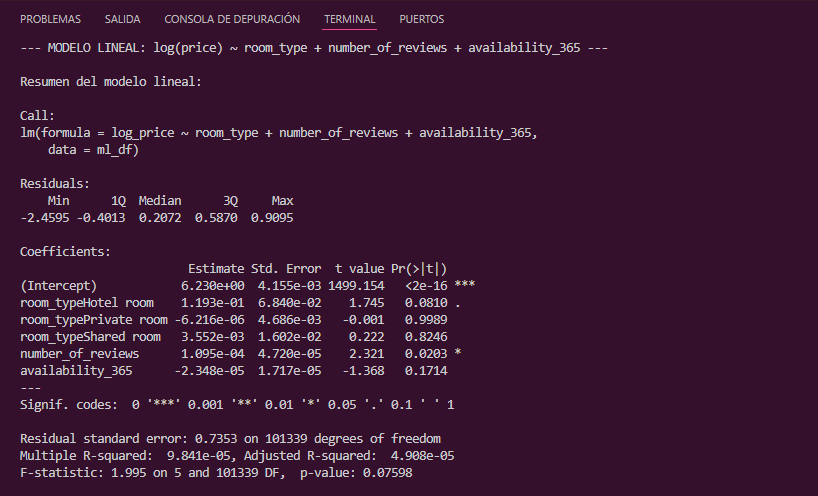 PROBLEMAS SALIDA CONSOLA DE DEPURACIÓN TERMINAL PUERTOS
--- MODELO LINEAL: log(price) ~ room_type + number_of_reviews + availability_365 ---
Resumen del modelo lineal:
Call:
lm(formula = log_price ~ room_type + number_of_reviews + availability_365,
    data = ml_df)
Residuals:
    Min      1Q  Median      3Q     Max
-2.4595 -0.4013  0.2072  0.5870  0.9095
Coefficients:
                        Estimate Std. Error  t value Pr(>|t|)
(Intercept)            6.230e+00  4.155e-03 1499.154   <2e-16 ***
room_typeHotel room    1.193e-01  6.840e-02    1.745   0.0810 .
room_typePrivate room -6.216e-06  4.686e-03   -0.001   0.9989
room_typeShared room   3.552e-03  1.602e-02    0.222   0.8246
number_of_reviews      1.095e-04  4.720e-05    2.321   0.0203 *
availability_365      -2.348e-05  1.717e-05   -1.368   0.1714
---
Signif. codes:  0 '***' 0.001 '**' 0.01 '*' 0.05 '.' 0.1 ' ' 1
Residual standard error: 0.7353 on 101339 degrees of freedom
Multiple R-squared:  9.841e-05, Adjusted R-squared:  4.908e-05
F-statistic: 1.995 on 5 and 101339 DF,  p-value: 0.07598